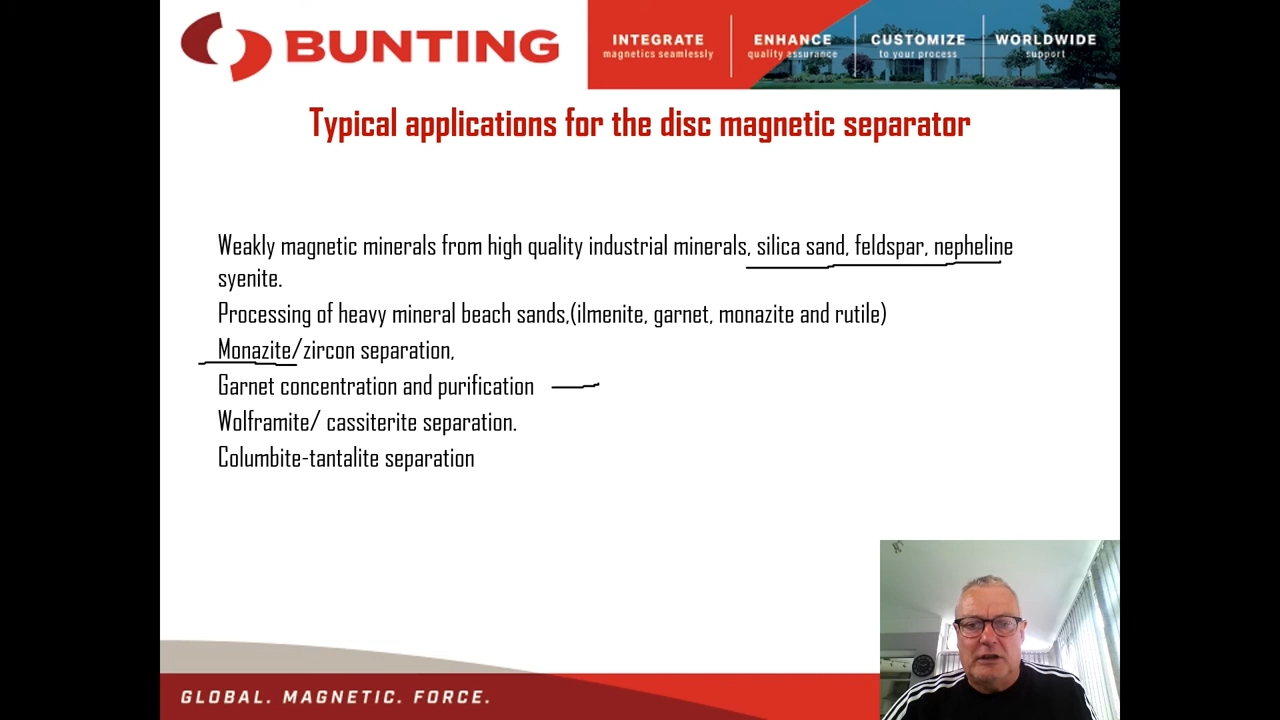 BUNTING
INTEGRATE
magnetics seamlessly
ENHANCE
quality assurance
CUSTOMIZE
to your process
WORLDWIDE
support
Typical applications for the disc magnetic separator
Weakly magnetic minerals from high quality industrial minerals, silica sand, feldspar, nepheline
syenite.
Processing of heavy mineral beach sands,(ilmenite, garnet, monazite and rutile)
Monazite/zircon separation,
Garnet concentration and purification
Wolframite/ cassiterite separation.
Columbite-tantalite separation
GLOBAL. MAGNETIC. FORCE.